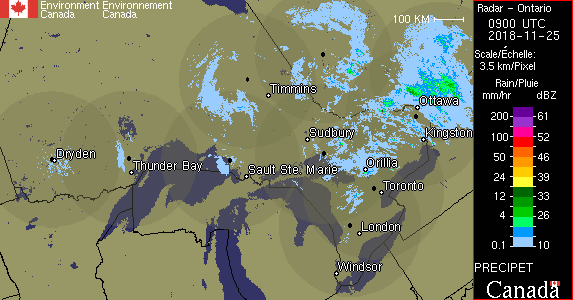 Environment Environnement
Canada Canada
100 KM
Timmins
Ottawa
Sudbury
Kingston
Dryden
Thunder Bay
Sault Ste. Marie
Orillia
Toronto
London
Windsor
Radar - Ontario
0900 UTC
2018-11-25
Scale/Échelle:
3.5 km/Pixel
Rain/Pluie
mm/hr dBZ
200 61
100 52
50 46
24 39
12 33
4 26
0.1 10
PRECIPET
Canada